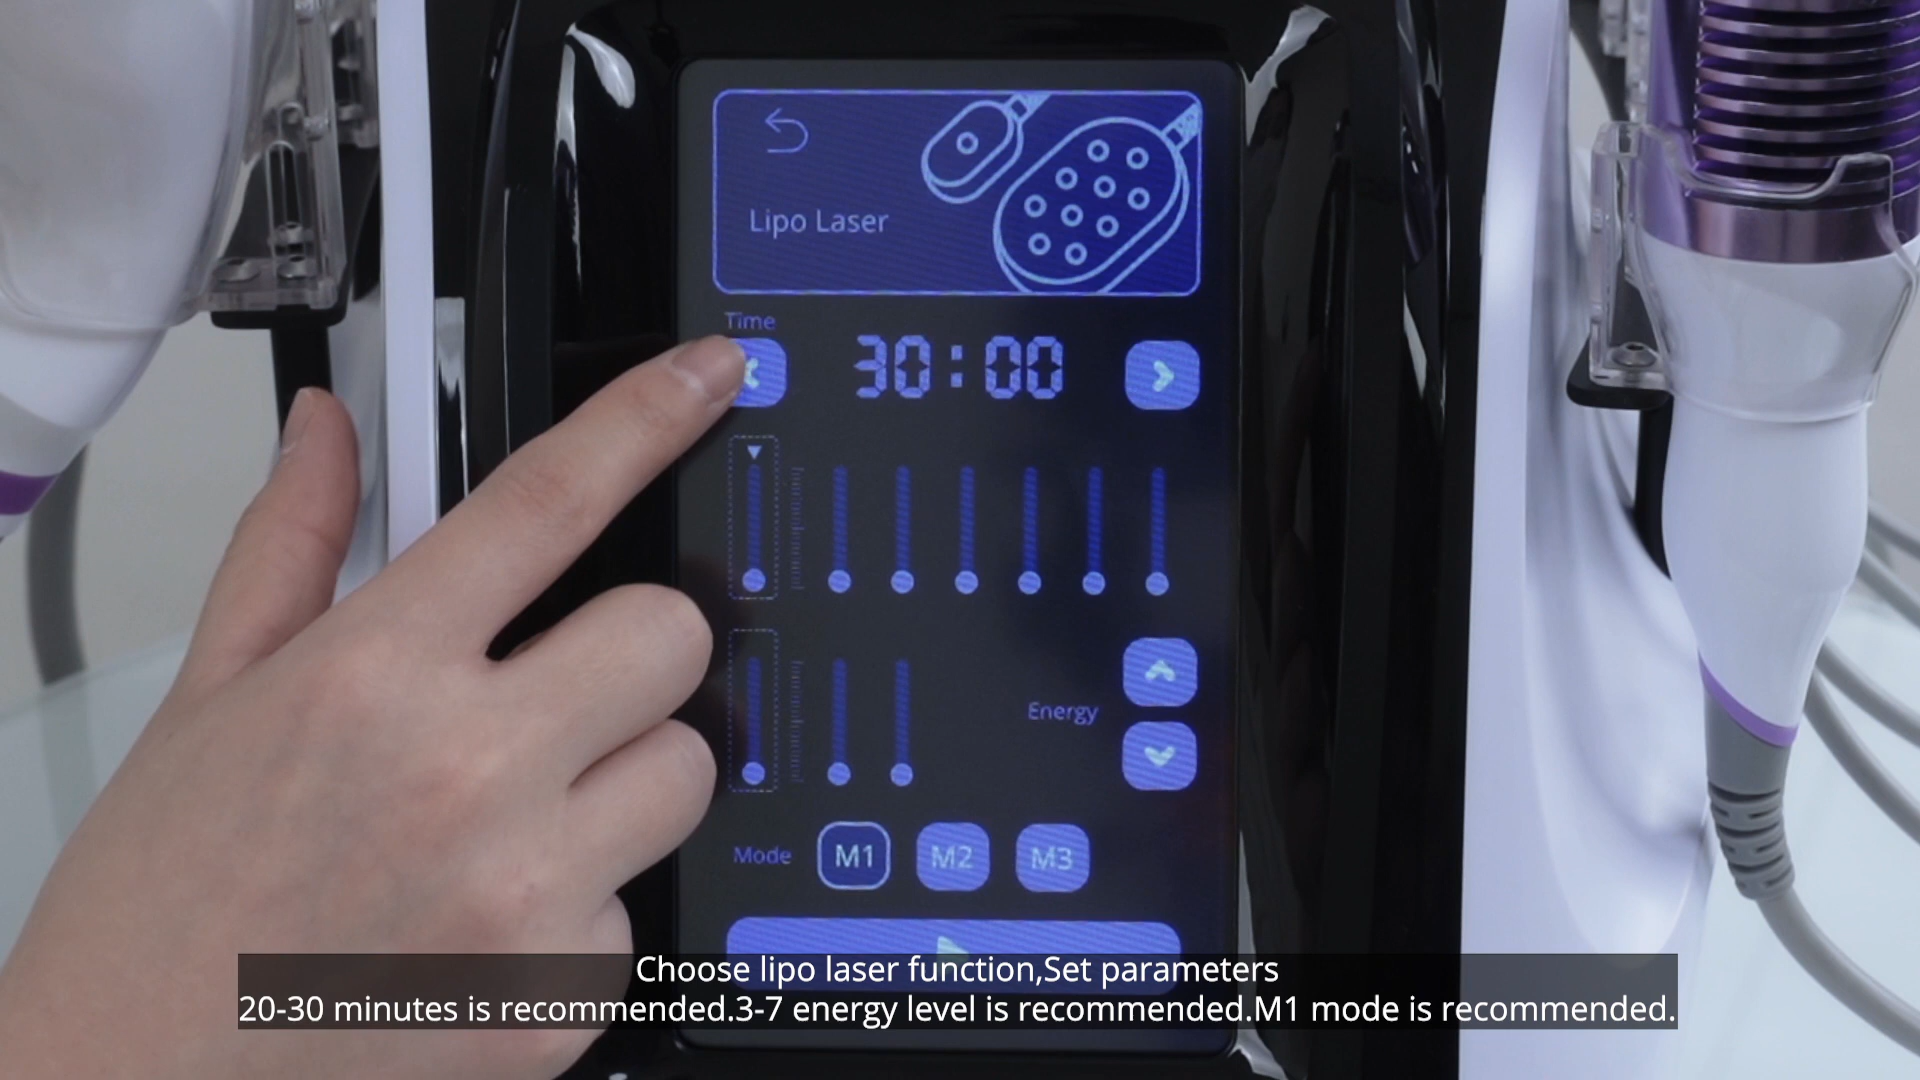 Lipo Laser
Time
30:00
Energy
Mode M1 M2 M3
Choose lipo laser function,Set parameters
20-30 minutes is recommended.3-7 energy level is recommended.M1 mode is recommended.